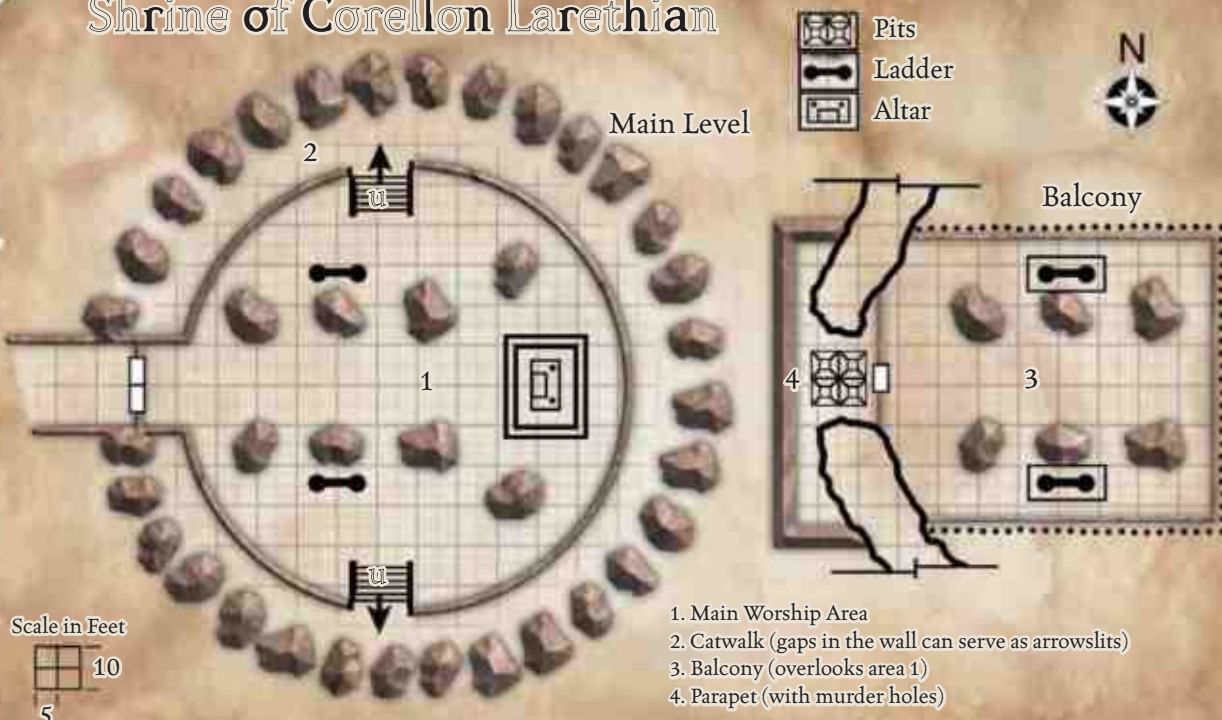 Shrine of Corellon Larethian
Pits
Ladder
Altar
N
Main Level
2
u
Balcony
1
4
3
u
Scale in Feet
10
5
1. Main Worship Area
2. Catwalk (gaps in the wall can serve as arrowslits)
3. Balcony (overlooks area 1)
4. Parapet (with murder holes)